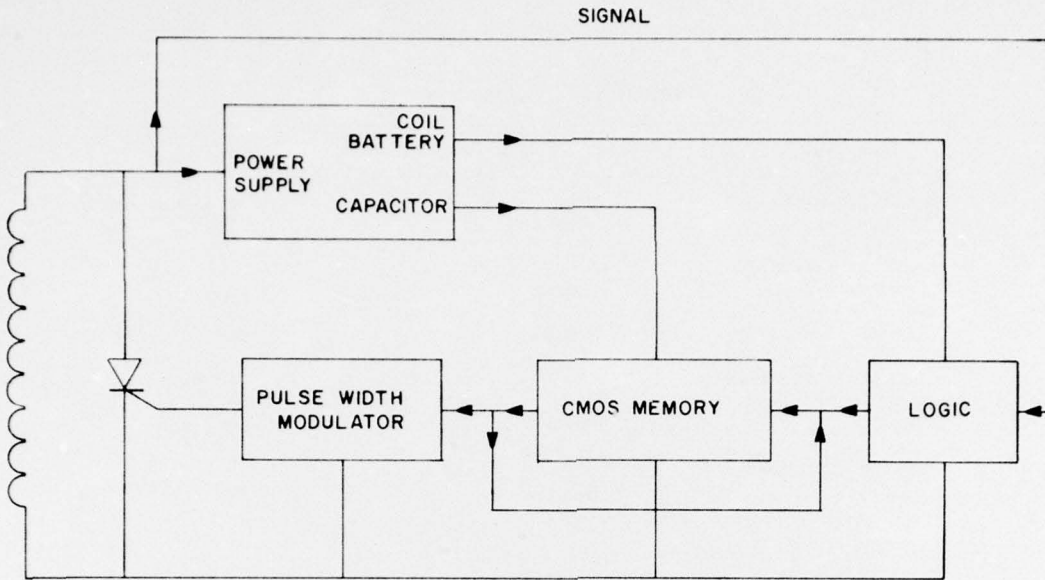 SIGNAL
COIL
BATTERY
POWER
SUPPLY
CAPACITOR
PULSE WIDTH
MODULATOR
CMOS MEMORY
LOGIC